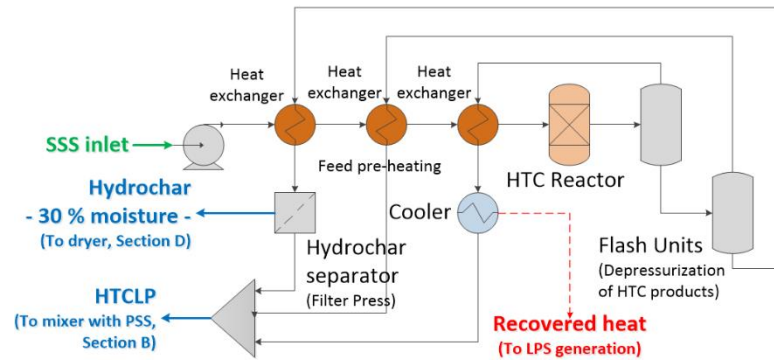 Heat
exchanger
Heat
exchanger
Heat
exchanger
SSS inlet
Feed pre-heating
HTC Reactor
Hydrochar
- 30 % moisture -
(To dryer, Section D)
Cooler
Hydrochar
separator
(Filter Press)
Flash Units
(Depressurization
of HTC products)
HTCLP
(To mixer with PSS,
Section B)
Recovered heat
(To LPS generation)